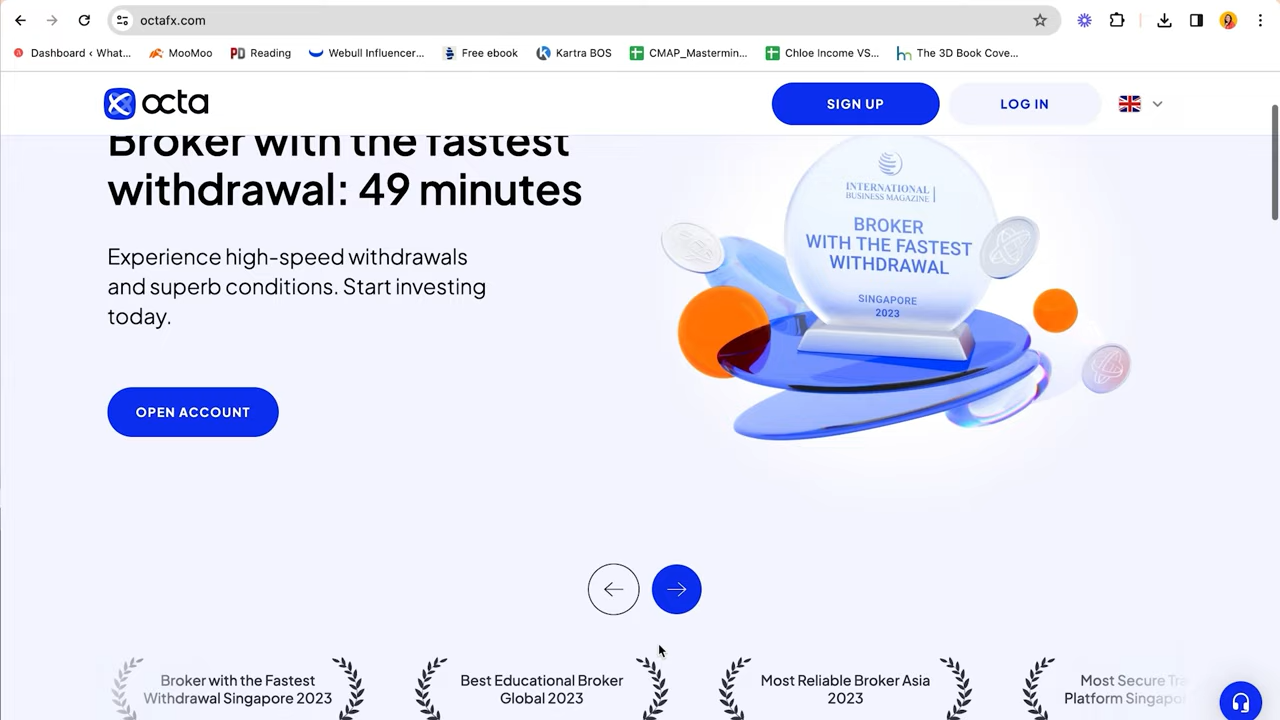 octafx.com
Dashboard ‹ What...
MooMoo
Reading
Webull Influencer...
Free ebook
Kartra BOS
CMAP_Mastermin...
Chloe Income VS...
The 3D Book Cove...
octa
SIGN UP
LOG IN
Broker with the fastest
withdrawal: 49 minutes
Experience high-speed withdrawals
and superb conditions. Start investing
today.
OPEN ACCOUNT
INTERNATIONAL
BUSINESS MAGAZINE
BROKER
WITH THE FASTEST
WITHDRAWAL
SINGAPORE
2023
Broker with the Fastest
Withdrawal Singapore 2023
Best Educational Broker
Global 2023
Most Reliable Broker Asia
2023
Most Secure Tra
Platform Singapo